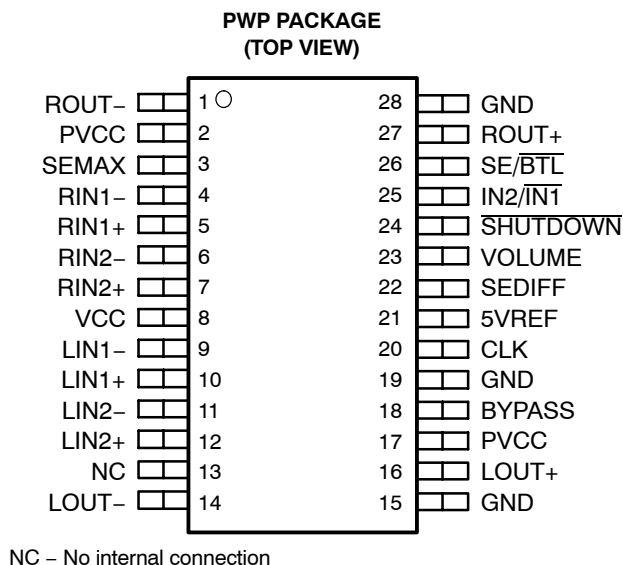 PWP PACKAGE
(TOP VIEW)
ROUT− 1 28 GND
PVCC 2 27 ROUT+
SEMAX 3 26 SE/B̅T̅L̅
RIN1− 4 25 IN2/I̅N̅1̅
RIN1+ 5 24 S̅H̅U̅T̅D̅O̅W̅N̅
RIN2− 6 23 VOLUME
RIN2+ 7 22 SEDIFF
VCC 8 21 5VREF
LIN1− 9 20 CLK
LIN1+ 10 19 GND
LIN2− 11 18 BYPASS
LIN2+ 12 17 PVCC
NC 13 16 LOUT+
LOUT− 14 15 GND
NC − No internal connection